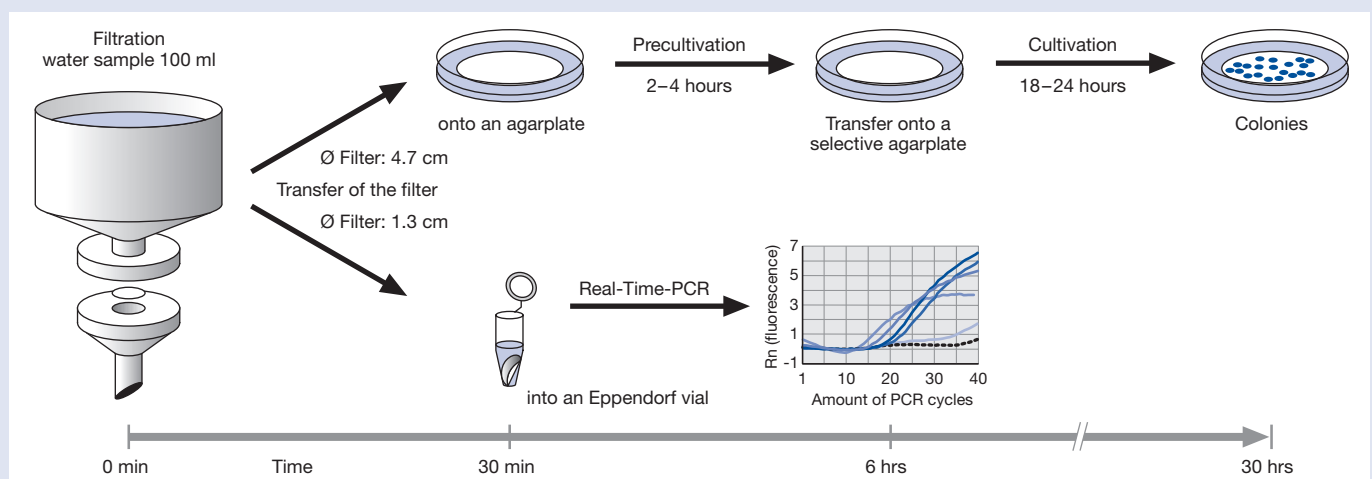 Filtration
water sample 100 ml
Ø Filter: 4.7 cm
Transfer of the filter
Ø Filter: 1.3 cm
onto an agarplate
Precultivation
2–4 hours
Transfer onto a
selective agarplate
Cultivation
18–24 hours
Colonies
into an Eppendorf vial
Real-Time-PCR
Rn (fluorescence)
7
5
3
1
-1
1 10 20 30 40
Amount of PCR cycles
0 min Time 30 min 6 hrs 30 hrs